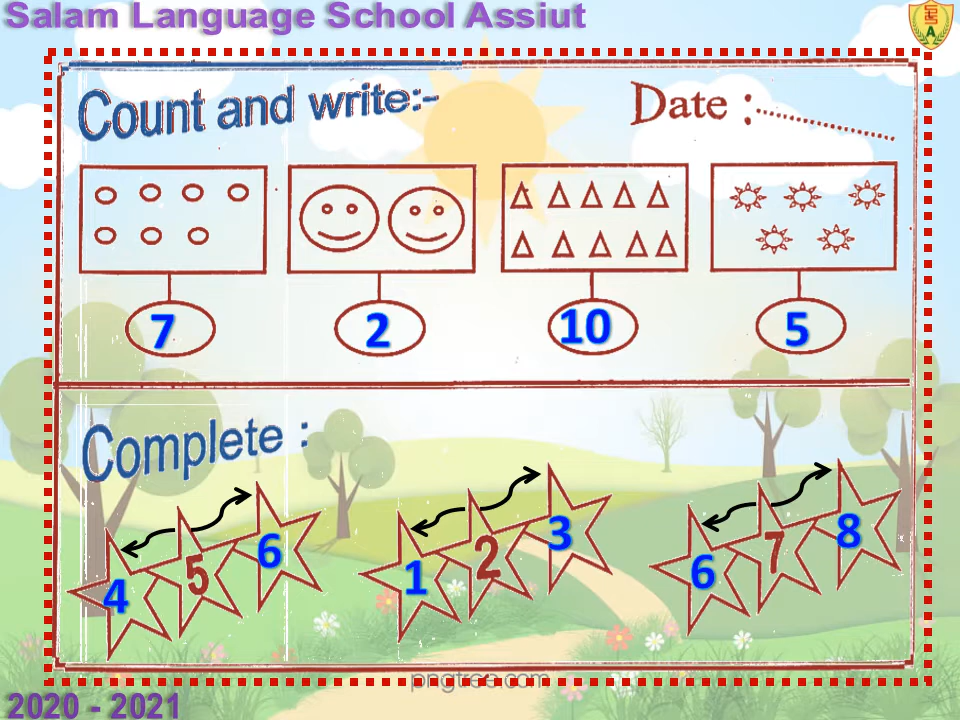 Salam Language School Assiut
A
Count and write:-
Date :..............
7 2 10 5
Complete :
4 5 6 1 2 3 6 7 8
pngtree.com
2020 - 2021